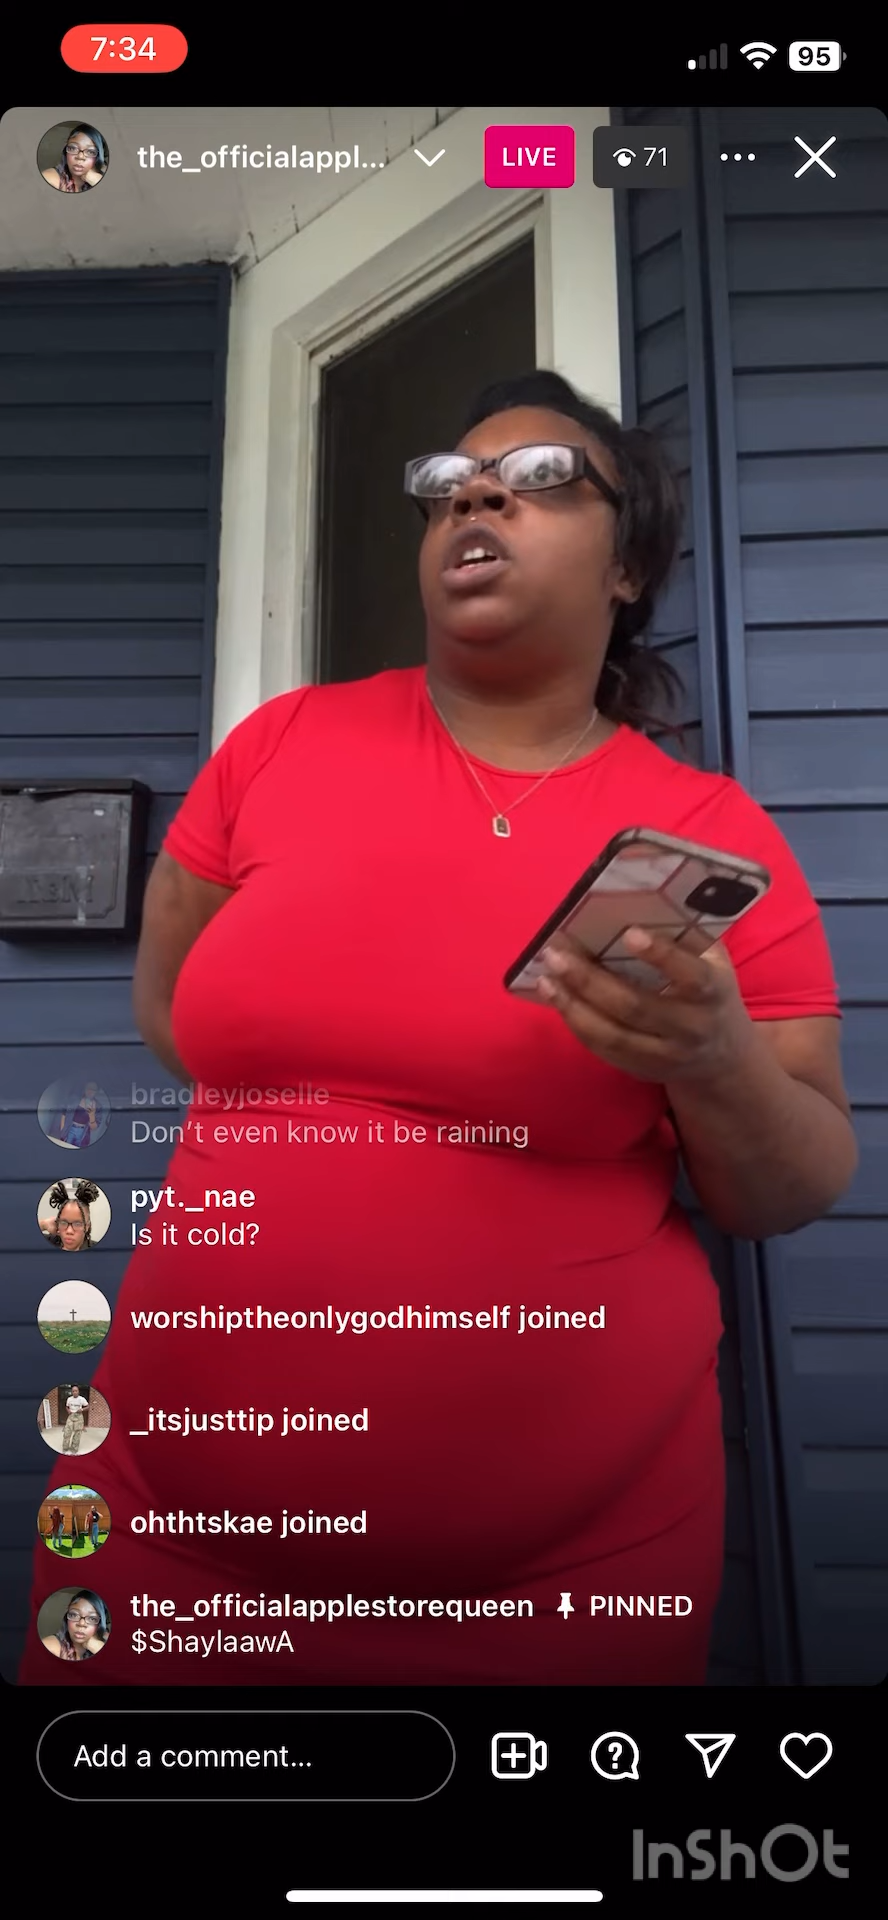 7:34
95
the_officialappl...
LIVE
71
bradleyjoselle
Don't even know it be raining
pyt._nae
Is it cold?
worshiptheonlygodhimself joined
_itsjusttip joined
ohthtskae joined
the_officialapplestorequeen PINNED
$ShaylaawA
Add a comment...
InShOt